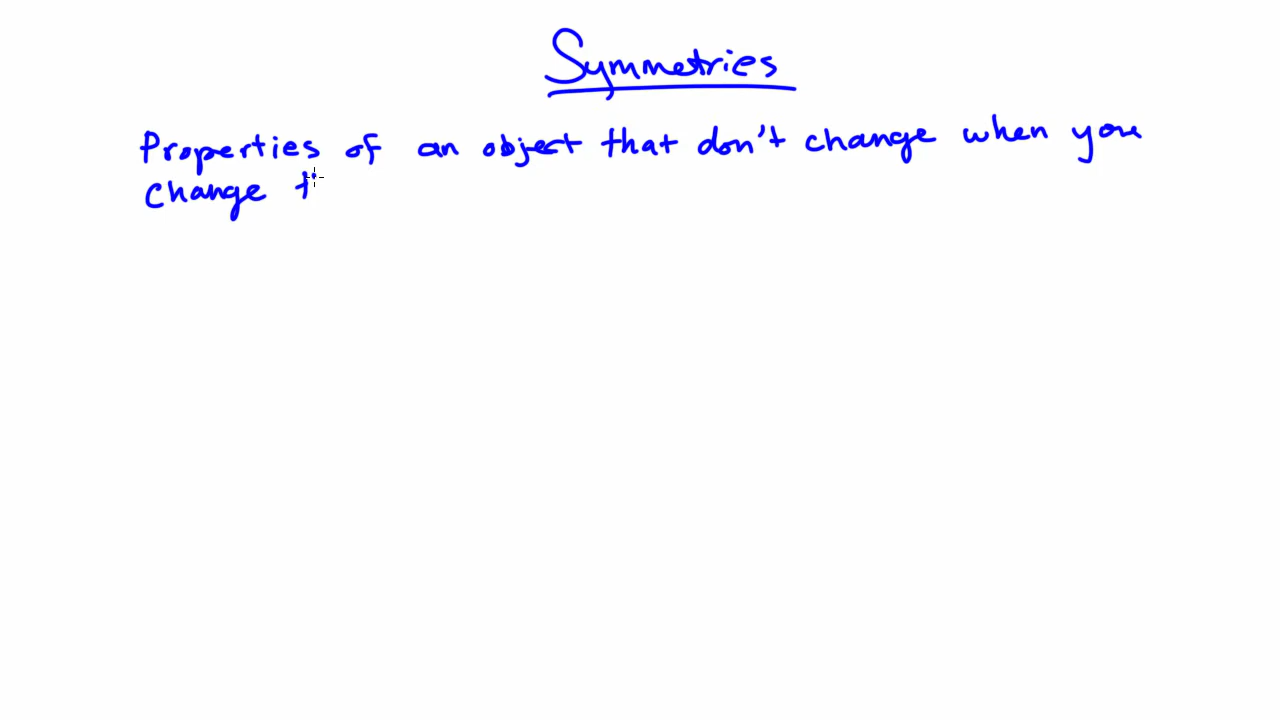 Symmetries
Properties of an object that don't change when you
change t